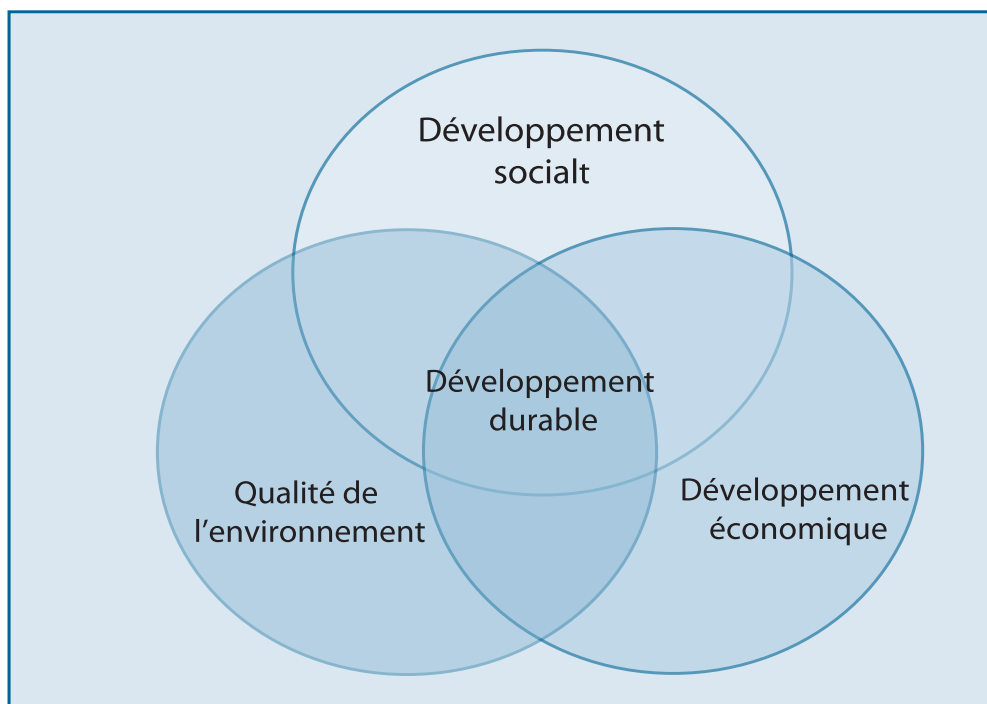 Développement
socialt
Développement
durable
Qualité de
l'environnement
Développement
économique